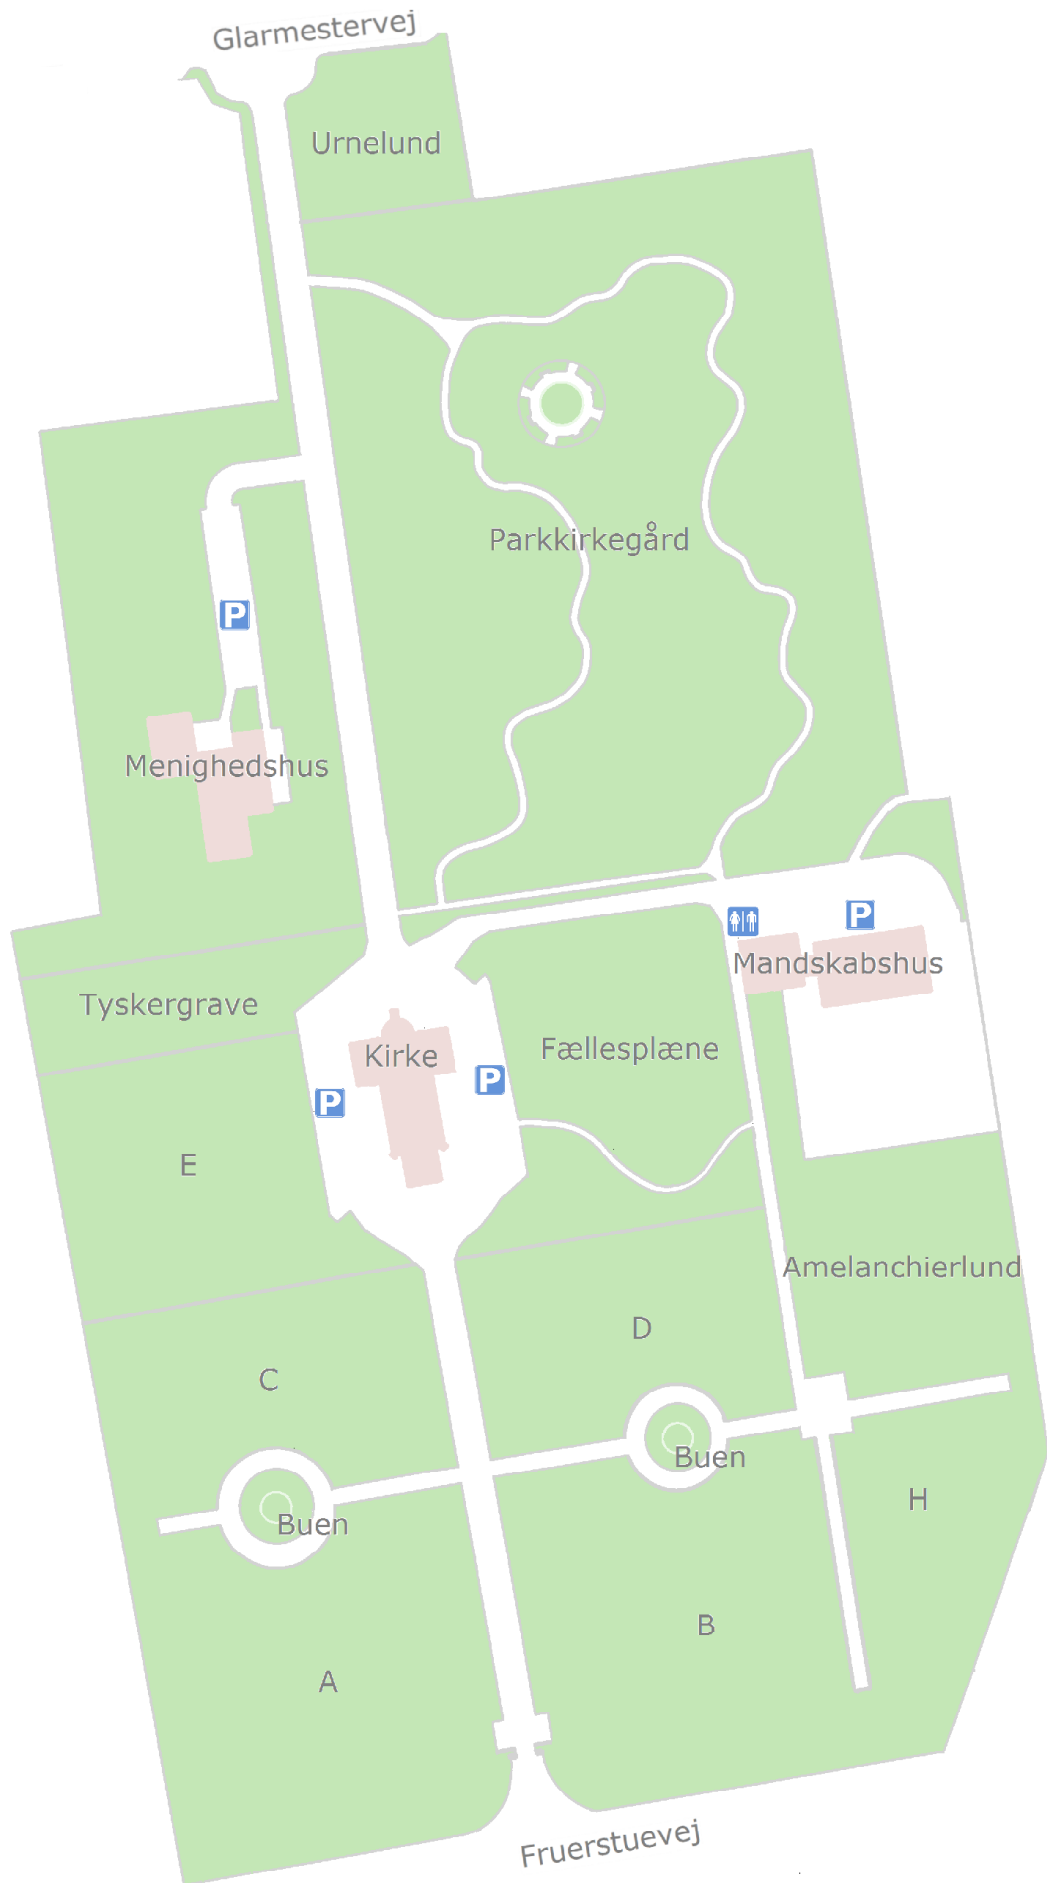 Glarmestervej
Urnelund
Parkkirkegård
P
Menighedshus
P
Mandskabshus
Tyskergrave
Kirke
Fællesplæne
P
P
E
Amelanchierlund
D
C
Buen
H
Buen
B
A
Fruerstuevej